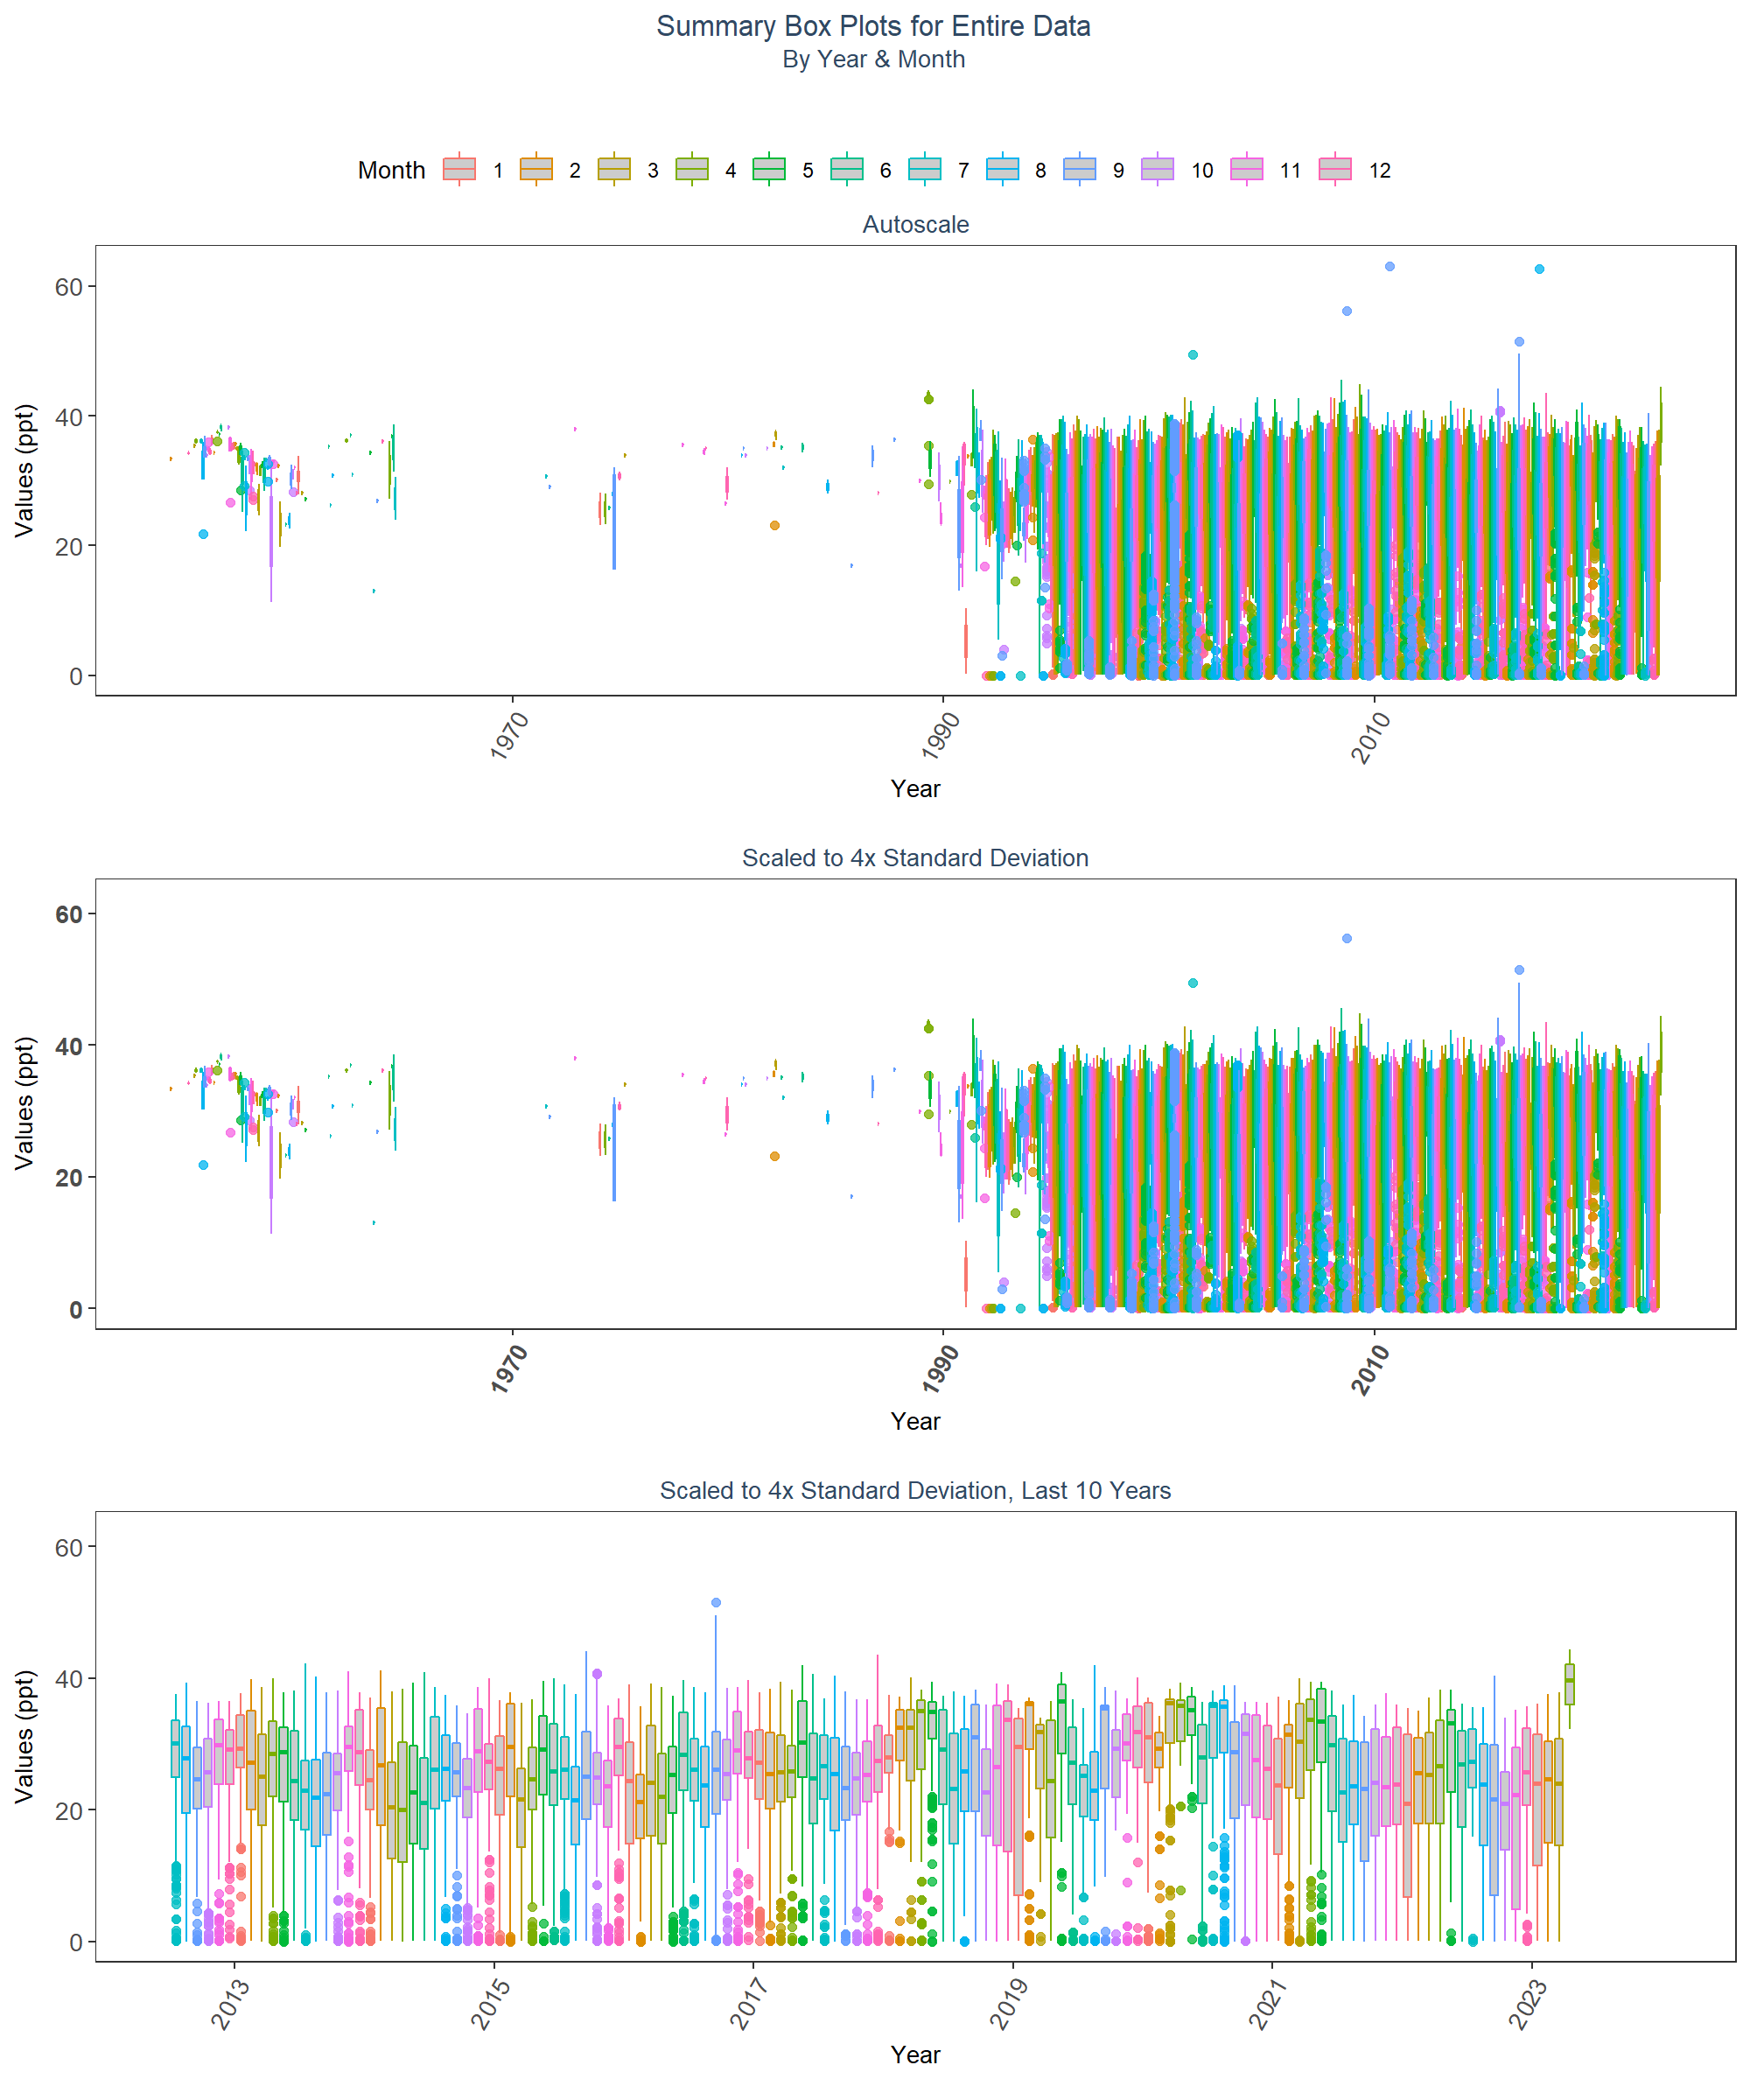 Summary Box Plots for Entire Data
By Year & Month
Month 1 2 3 4 5 6 7 8 9 10 11 12
Autoscale
Values (ppt)
60
40
20
0
1970 1990 2010
Year
Scaled to 4x Standard Deviation
Values (ppt)
60
40
20
0
1970 1990 2010
Year
Scaled to 4x Standard Deviation, Last 10 Years
Values (ppt)
60
40
20
0
2013 2015 2017 2019 2021 2023
Year